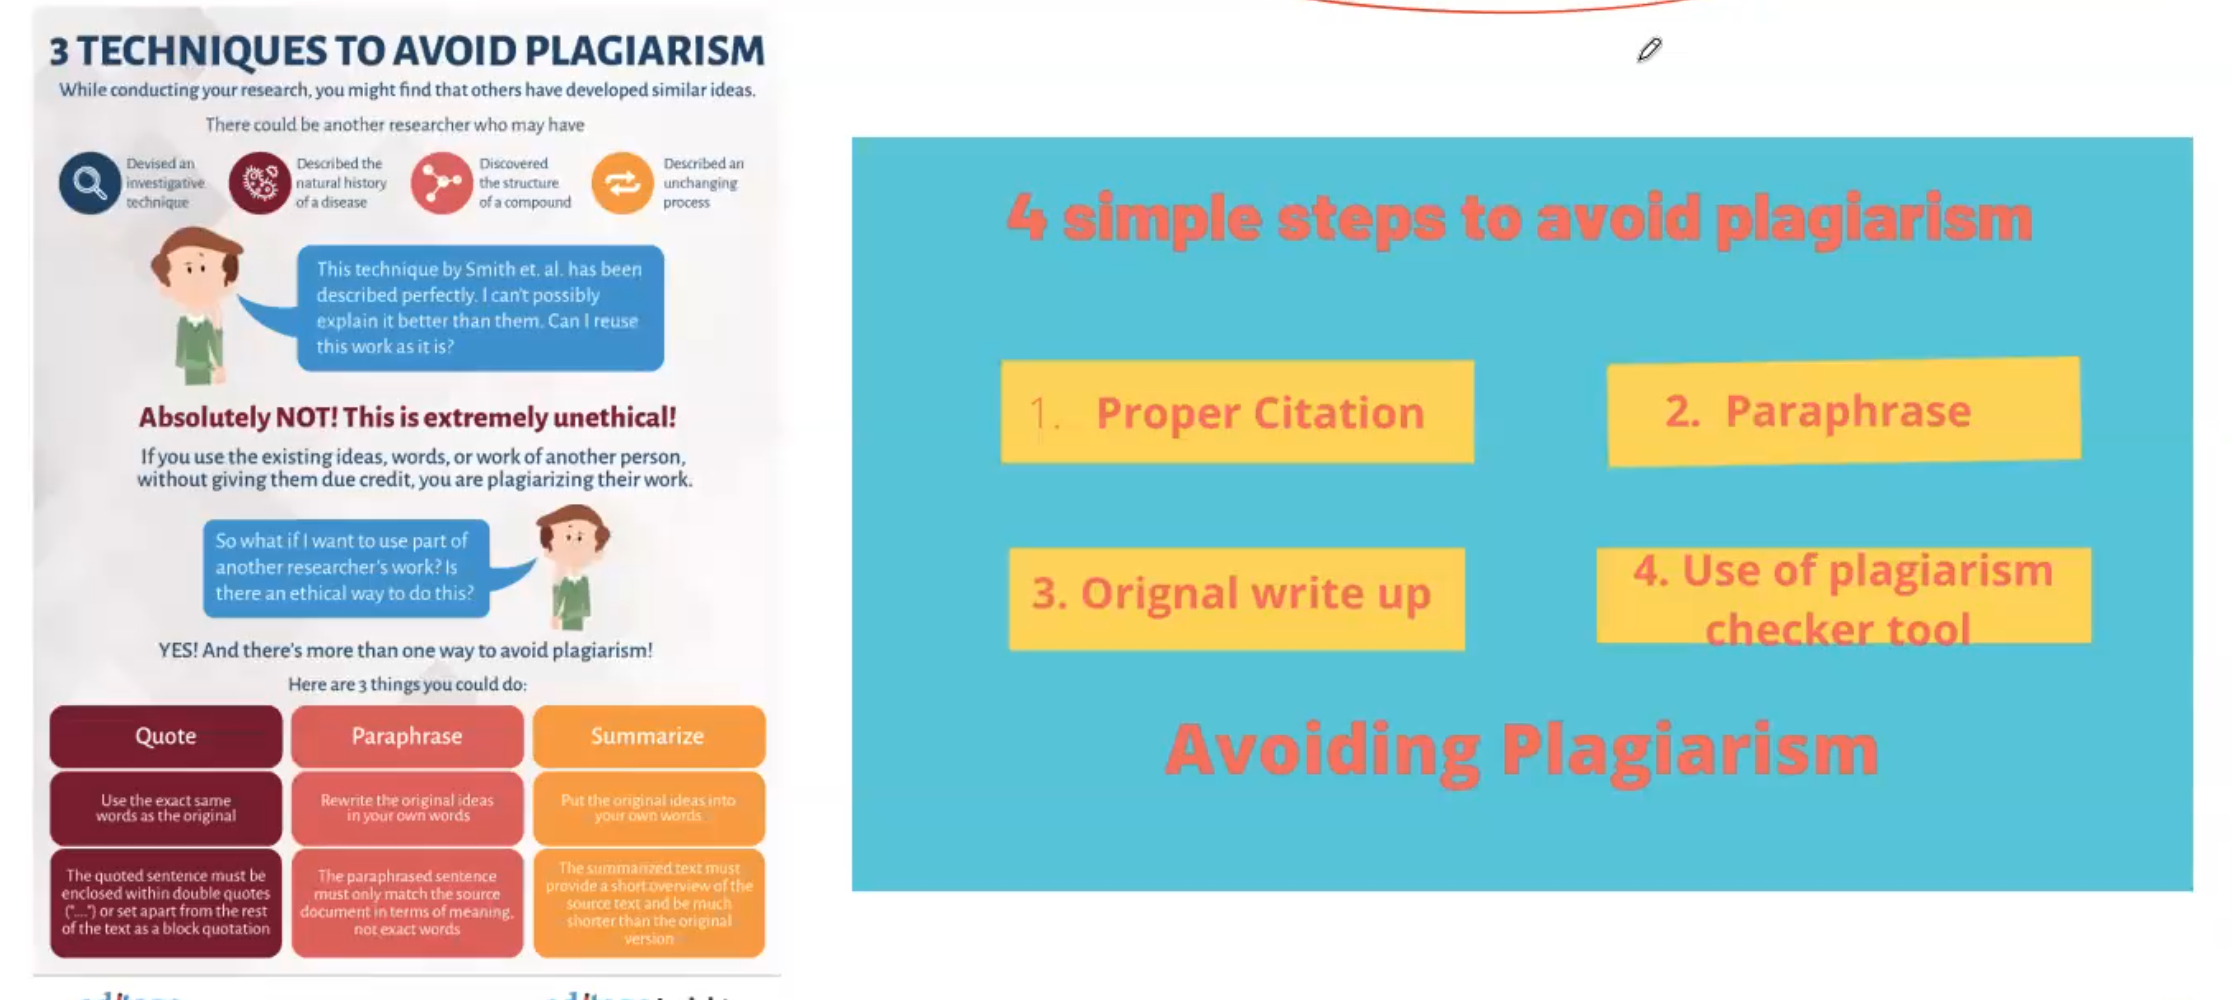 3 TECHNIQUES TO AVOID PLAGIARISM
While conducting your research, you might find that others have developed similar ideas.
There could be another researcher who may have
Devised an
investigative
technique
Described the
natural history
of a disease
Discovered
the structure
of a compound
Described an
unchanging
process
This technique by Smith et. al. has been
described perfectly. I can't possibly
explain it better than them. Can I reuse
this work as it is?
Absolutely NOT! This is extremely unethical!
If you use the existing ideas, words, or work of another person,
without giving them due credit, you are plagiarizing their work.
So what if I want to use part of
another researcher's work? Is
there an ethical way to do this?
YES! And there's more than one way to avoid plagiarism!
Here are 3 things you could do:
Quote
Use the exact same
words as the original
The quoted sentence must be
enclosed within double quotes
("....") or set apart from the rest
of the text as a block quotation
Paraphrase
Rewrite the original ideas
in your own words
The paraphrased sentence
must only match the source
document in terms of meaning,
not exact words
Summarize
Put the original ideas into
your own words
The summarized text must
provide a short overview of the
source text and be much
shorter than the original
version
4 simple steps to avoid plagiarism
1. Proper Citation
2. Paraphrase
3. Orignal write up
4. Use of plagiarism
checker tool
Avoiding Plagiarism